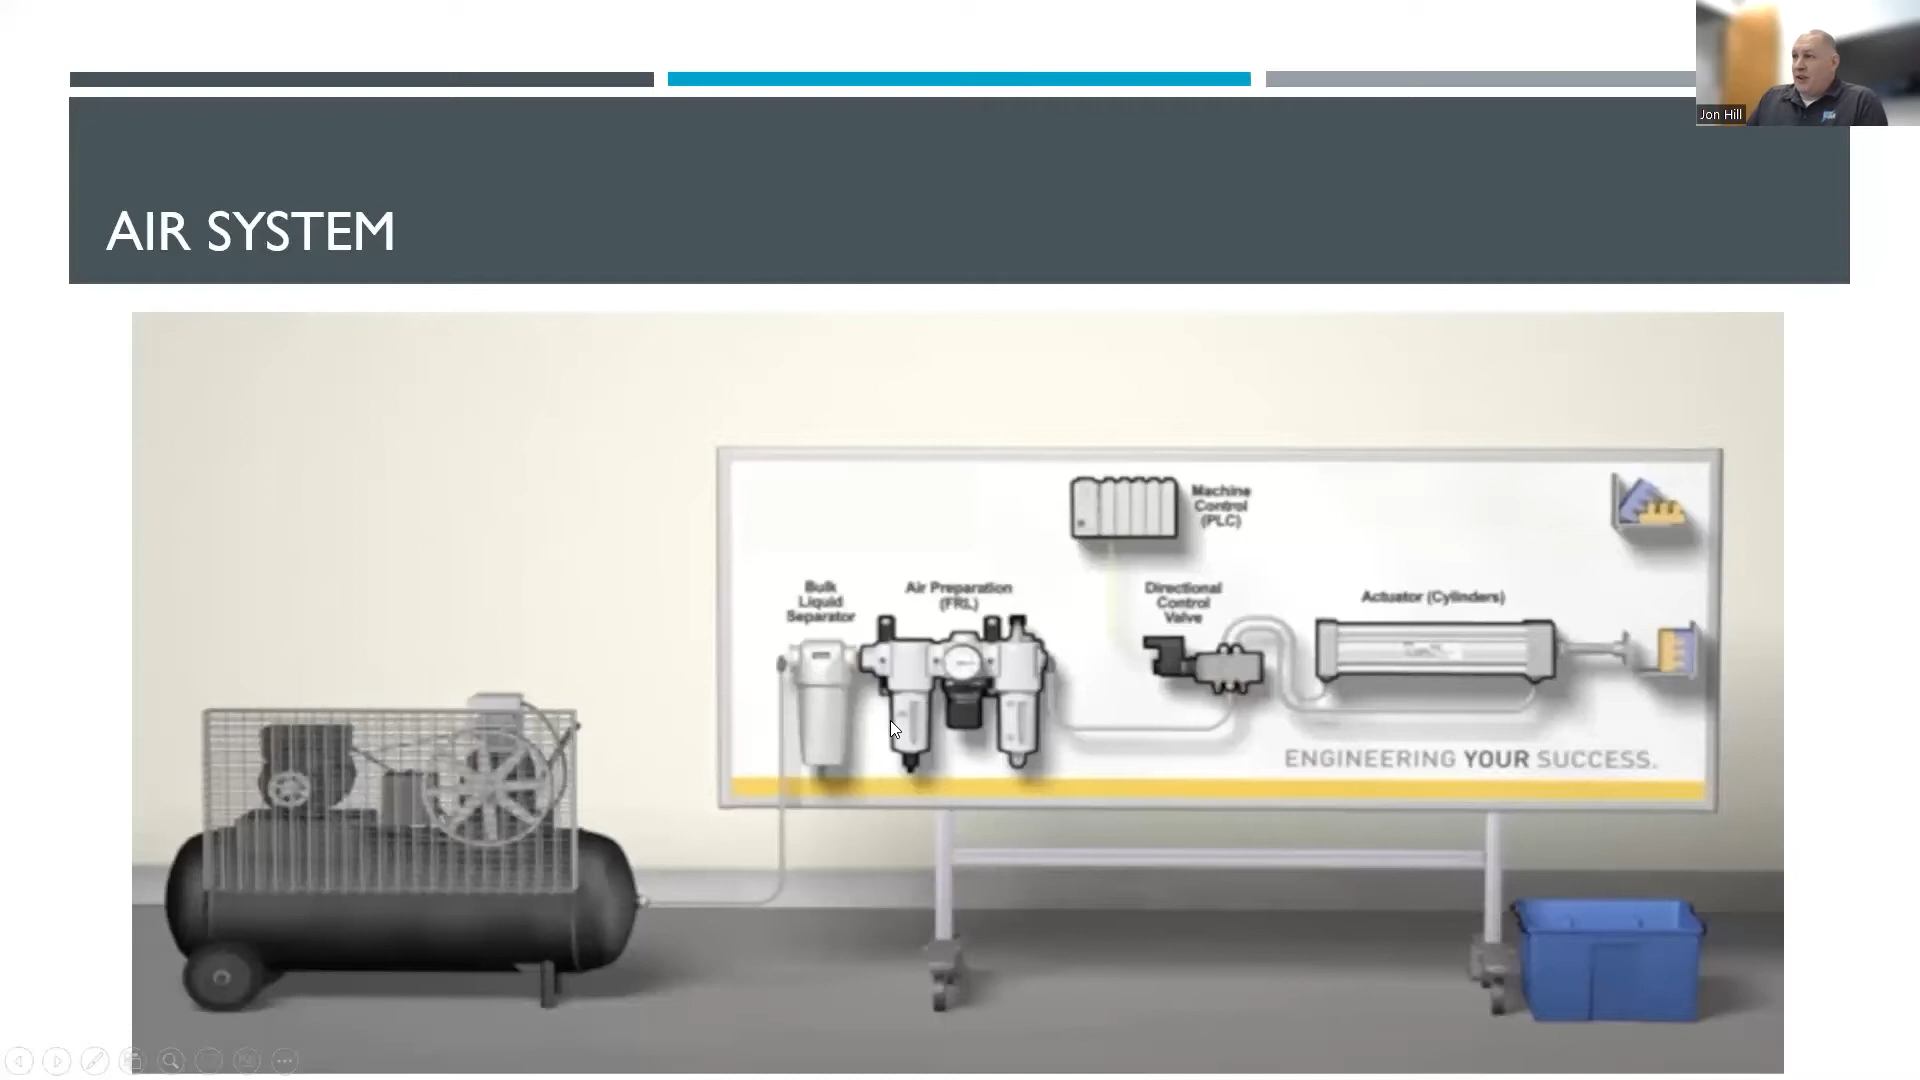 Jon Hill
AIR SYSTEM
Machine
Control
(PLC)
Bulk
Liquid
Separator
Air Preparation
(FRL)
Directional
Control
Valve
Actuator (Cylinders)
ENGINEERING YOUR SUCCESS.